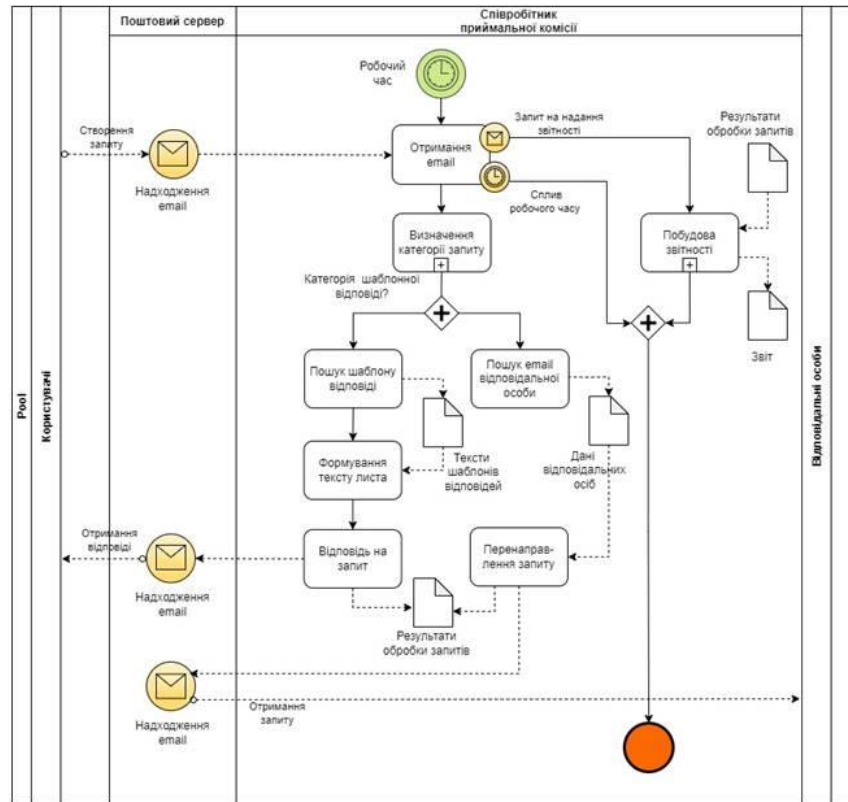 Поштовий сервер
Співробітник
приймальної комісії
Pool
Користувачі
Відповідальні особи
Робочий
час
Створення
запиту
Надходження
email
Отримання
email
Запит на надання
звітності
Сплив
робочого часу
Результати
обробки запитів
Визначення
категорії запиту
Побудова
звітності
Категорія шаблонної
відповіді?
Звіт
Пошук шаблону
відповіді
Пошук email
відповідальної
особи
Тексти
шаблонів
відповідей
Дані
відповідальних
осіб
Формування
тексту листа
Отримання
відповіді
Надходження
email
Відповідь на
запит
Перенаправ-
лення запиту
Результати
обробки запитів
Надходження
email
Отримання
запиту